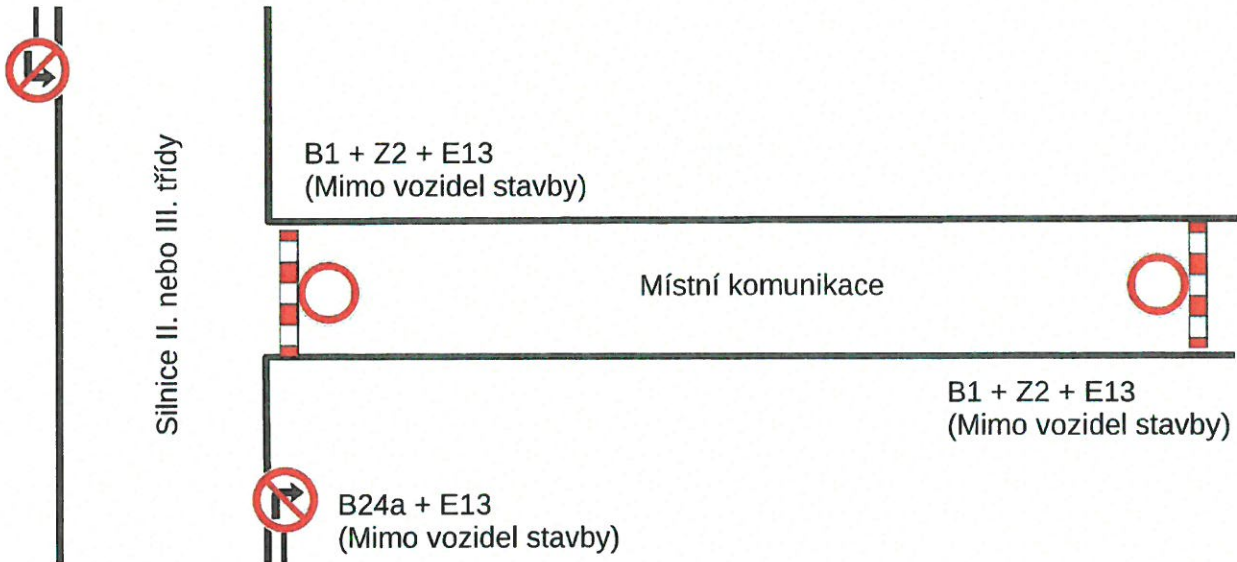 Silnice II. nebo III. třídy
B1 + Z2 + E13
(Mimo vozidel stavby)
Místní komunikace
B1 + Z2 + E13
(Mimo vozidel stavby)
B24a + E13
(Mimo vozidel stavby)